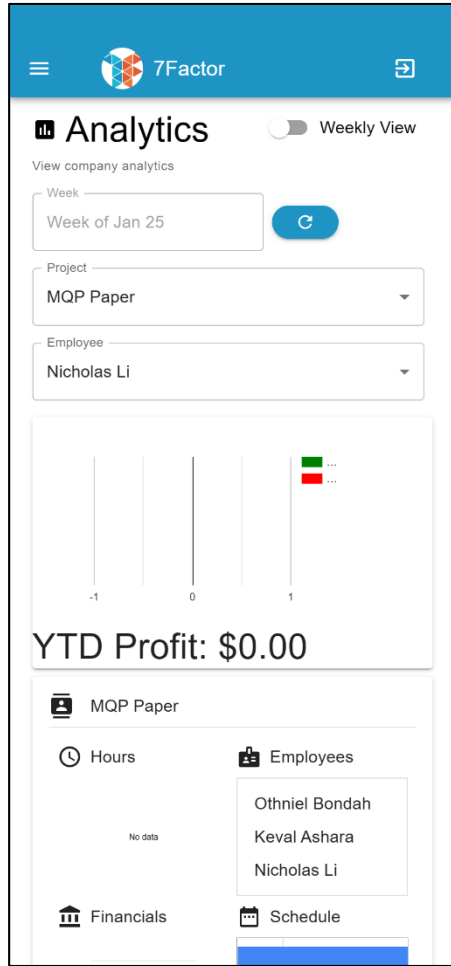 7Factor
Analytics
Weekly View
View company analytics
Week
Week of Jan 25
Project
MQP Paper
Employee
Nicholas Li
...
...
-1 0 1
YTD Profit: $0.00
MQP Paper
Hours Employees
Othniel Bondah
No data Keval Ashara
Nicholas Li
Financials Schedule